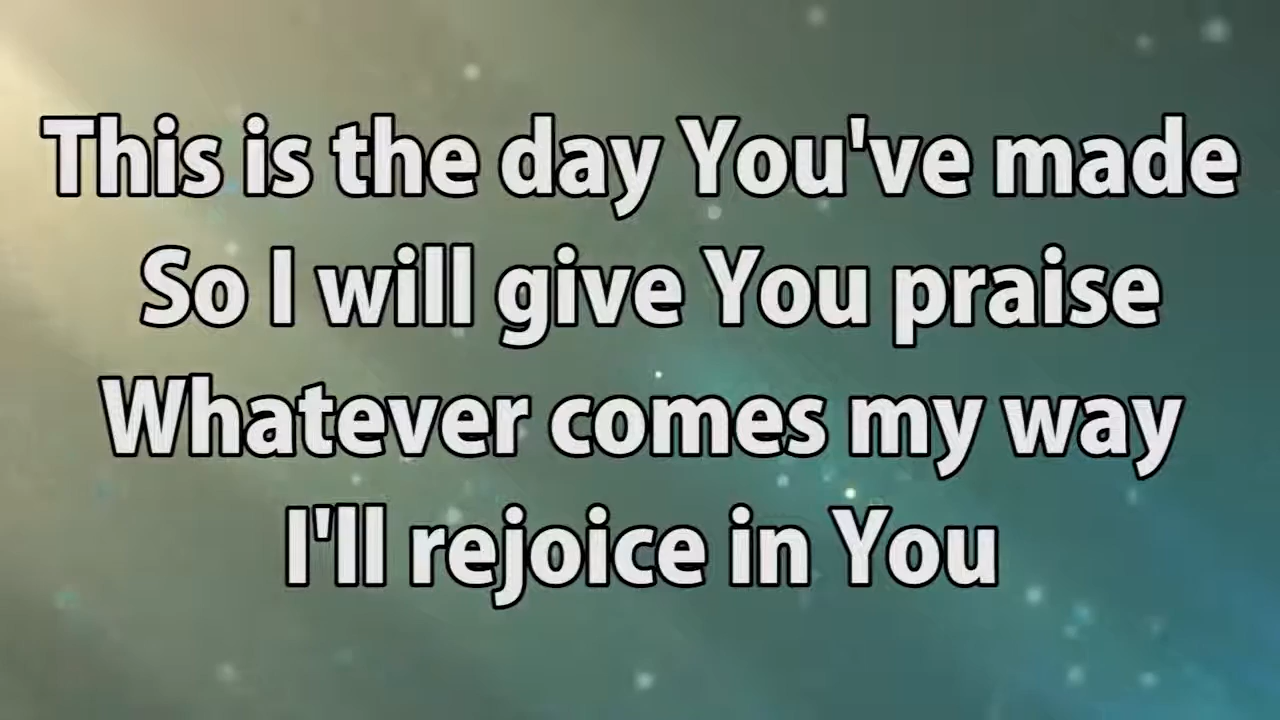 This is the day You've made
So I will give You praise
Whatever comes my way
I'll rejoice in You